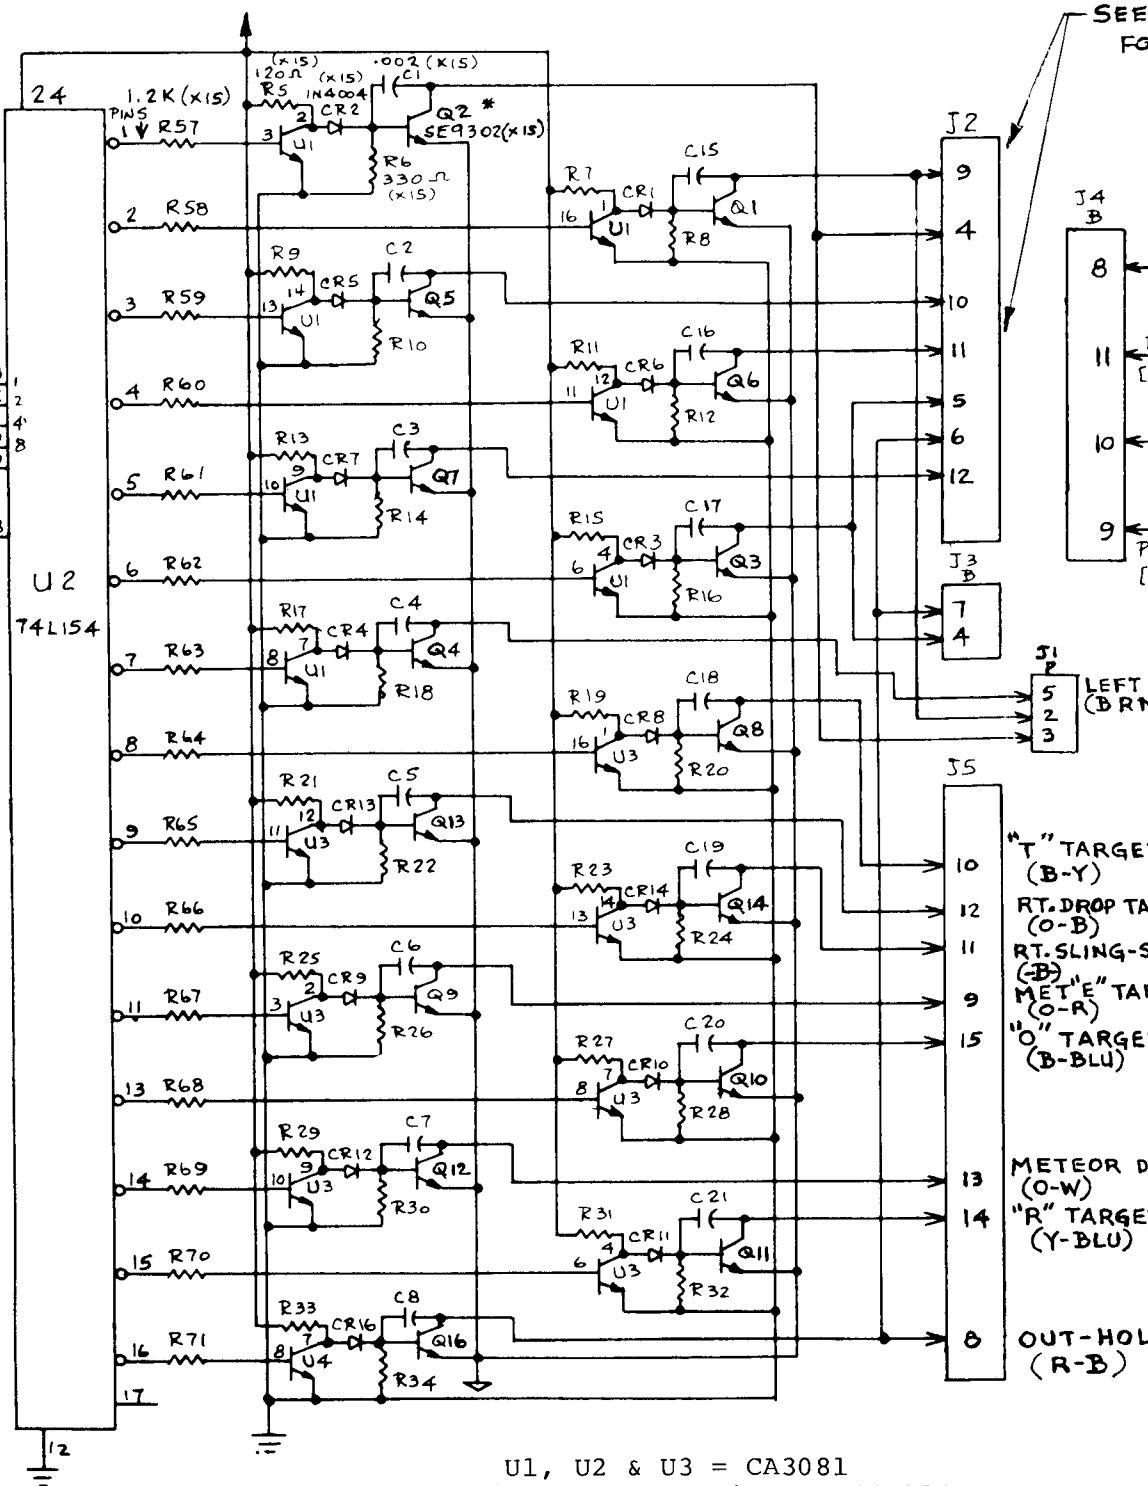 SEE
FO
24
1.2K (x15)
PINS
1
R57
(x15)
120Ω
R5
(x15)
1N4004
CR2
.002 (x15)
C1
Q2 *
SE9302(x15)
3
2
U1
R6
330 Ω
(x15)
J2
9
4
10
11
5
6
12
J4
B
8
11
10
9
[
P
[
2
R58
R7
CR1
C15
16
1
U1
Q1
R8
R9
C2
14
CR5
Q5
3
R59
13
U1
R10
R11
C16
12
CR6
Q6
4
R60
11
U1
R12
1
2
4
8
R13
C3
9
CR7
Q7
5
R61
10
U1
R14
R15
C17
4
CR3
Q3
6
R62
6
U1
R16
J3
B
7
4
U2
74L154
R17
C4
7
CR4
Q4
7
R63
8
U1
R18
J1
P
5
2
3
LEFT
(BRN
R19
C18
1
CR8
Q8
8
R64
16
U3
R20
J5
R21
C5
12
CR13
Q13
9
R65
11
U3
R22
10
"T" TARGE
(B-Y)
R23
C19
14
CR14
Q14
10
R66
13
U3
R24
12
RT.DROP TA
(O-B)
11
RT.SLING-S
(-B)
R25
C6
2
CR9
Q9
11
R67
3
U3
R26
9
MET"E" TAR
(O-R)
R27
C20
7
CR10
Q10
13
R68
8
U3
R28
15
"O" TARGE
(B-BLU)
R29
C7
9
CR12
Q12
14
R69
10
U3
R30
13
METEOR D
(O-W)
R31
C21
4
CR11
Q11
15
R70
6
U3
R32
14
"R" TARGE
(Y-BLU)
R33
C8
7
CR16
Q16
16
R71
8
U4
R34
8
OUT-HOL
(R-B)
17
12
U1, U2 & U3 = CA3081